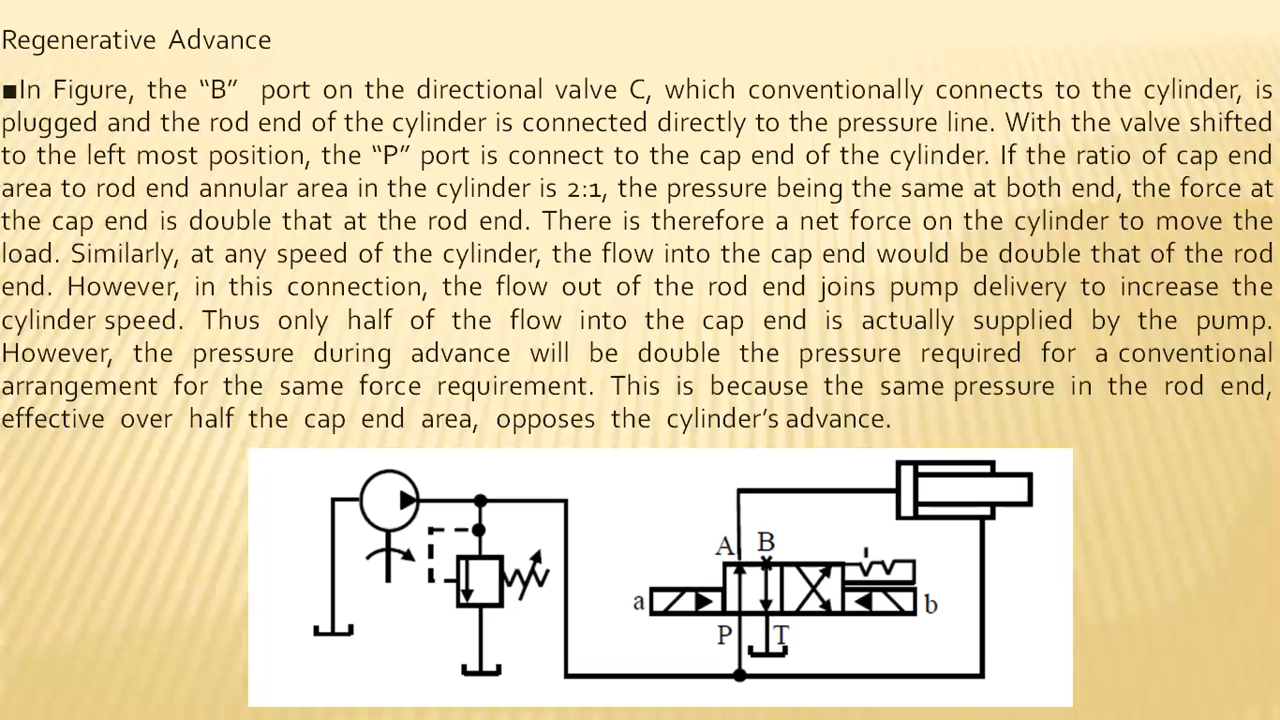 Regenerative Advance
■In Figure, the “B” port on the directional valve C, which conventionally connects to the cylinder, is
plugged and the rod end of the cylinder is connected directly to the pressure line. With the valve shifted
to the left most position, the “P” port is connect to the cap end of the cylinder. If the ratio of cap end
area to rod end annular area in the cylinder is 2:1, the pressure being the same at both end, the force at
the cap end is double that at the rod end. There is therefore a net force on the cylinder to move the
load. Similarly, at any speed of the cylinder, the flow into the cap end would be double that of the rod
end. However, in this connection, the flow out of the rod end joins pump delivery to increase the
cylinder speed. Thus only half of the flow into the cap end is actually supplied by the pump.
However, the pressure during advance will be double the pressure required for a conventional
arrangement for the same force requirement. This is because the same pressure in the rod end,
effective over half the cap end area, opposes the cylinder’s advance.
A B
a b
P T